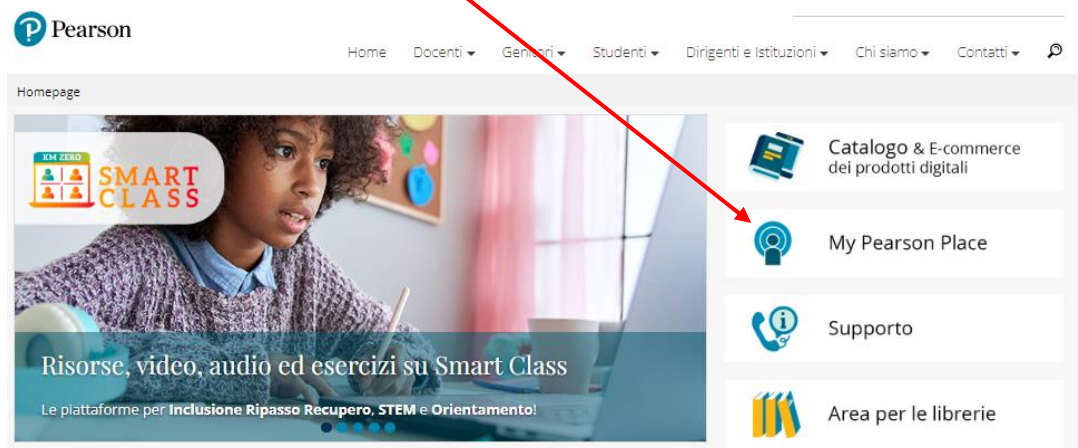 Pearson
Home Docenti Genitori Studenti Dirigenti e Istituzioni Chi siamo Contatti
Homepage
KM ZERO
SMART
CLASS
Risorse, video, audio ed esercizi su Smart Class
Le piattaforme per Inclusione Ripasso Recupero, STEM e Orientamento!
Catalogo & E-commerce
dei prodotti digitali
My Pearson Place
Supporto
Area per le librerie